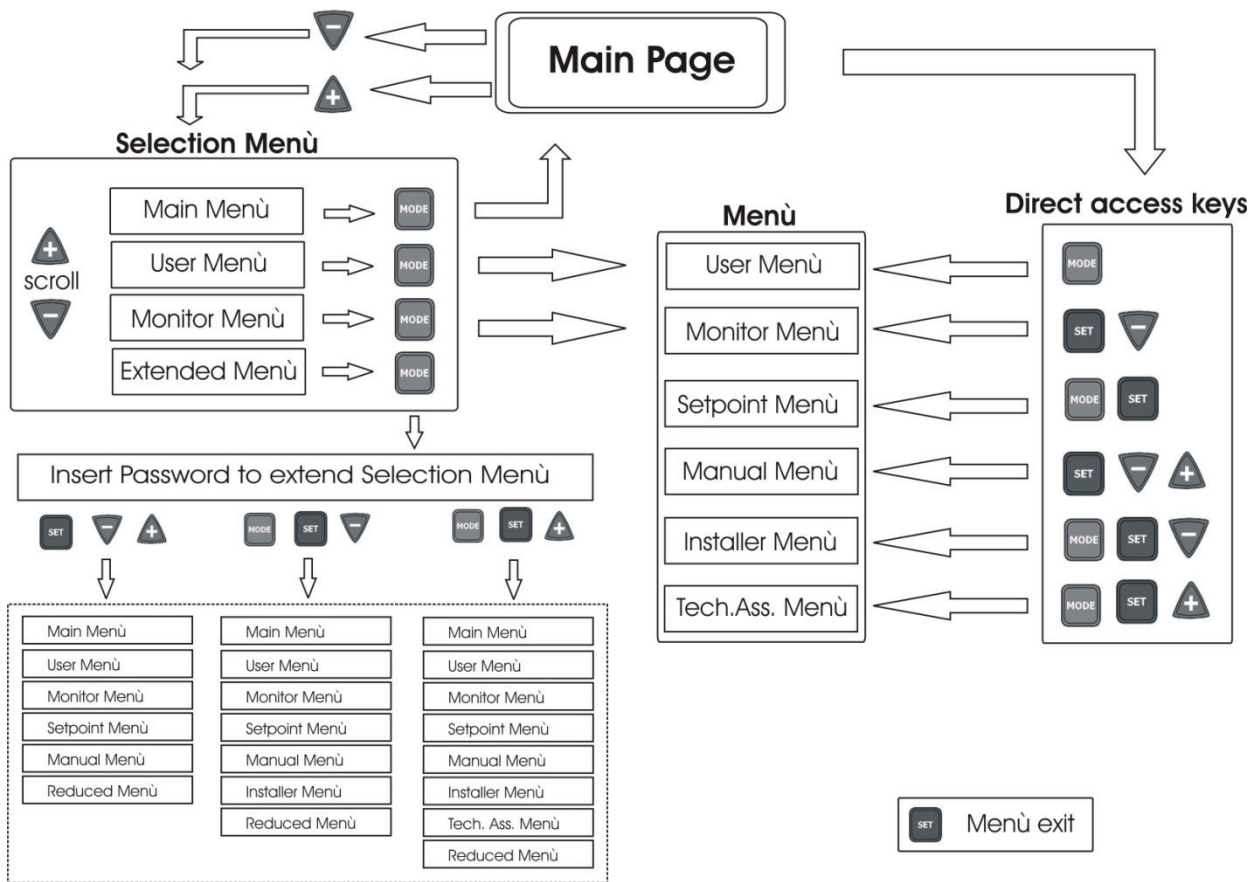 −
Main Page
+
Selection Menù
Main Menù
MODE
User Menù
MODE
Monitor Menù
MODE
Extended Menù
MODE
+
scroll
−
Insert Password to extend Selection Menù
SET − +
MODE SET −
MODE SET +
Main Menù
User Menù
Monitor Menù
Setpoint Menù
Manual Menù
Reduced Menù
Main Menù
User Menù
Monitor Menù
Setpoint Menù
Manual Menù
Installer Menù
Reduced Menù
Main Menù
User Menù
Monitor Menù
Setpoint Menù
Manual Menù
Installer Menù
Tech. Ass. Menù
Reduced Menù
Menù
User Menù
Monitor Menù
Setpoint Menù
Manual Menù
Installer Menù
Tech.Ass. Menù
Direct access keys
MODE
SET −
MODE SET
SET − +
MODE SET −
MODE SET +
SET Menù exit